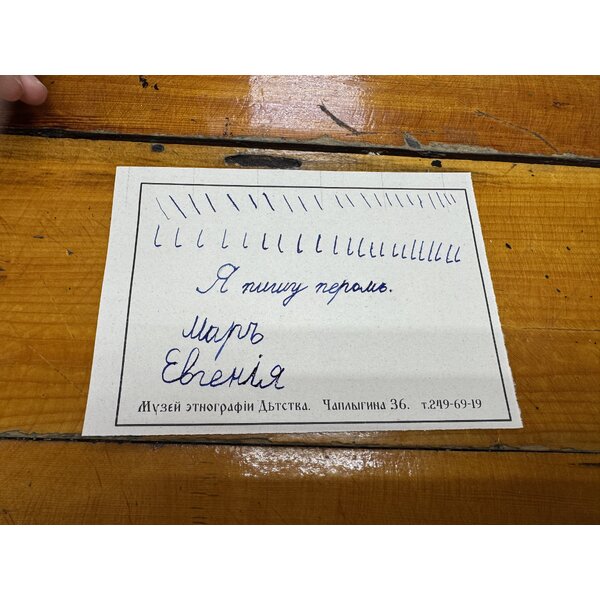 Я пишу перомъ.
Маръ
Евгенія
Музей этнографіи Дѣтства. Чаплыгина 36. т.249-69-19